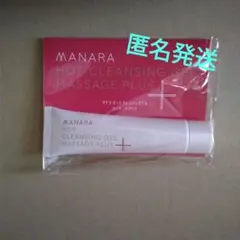 匿名発送
MANARA
HOT CLEANSING GEL
MASSAGE PLUS
MANARA
HOT
CLEANSING GEL
MASSAGE PLUS